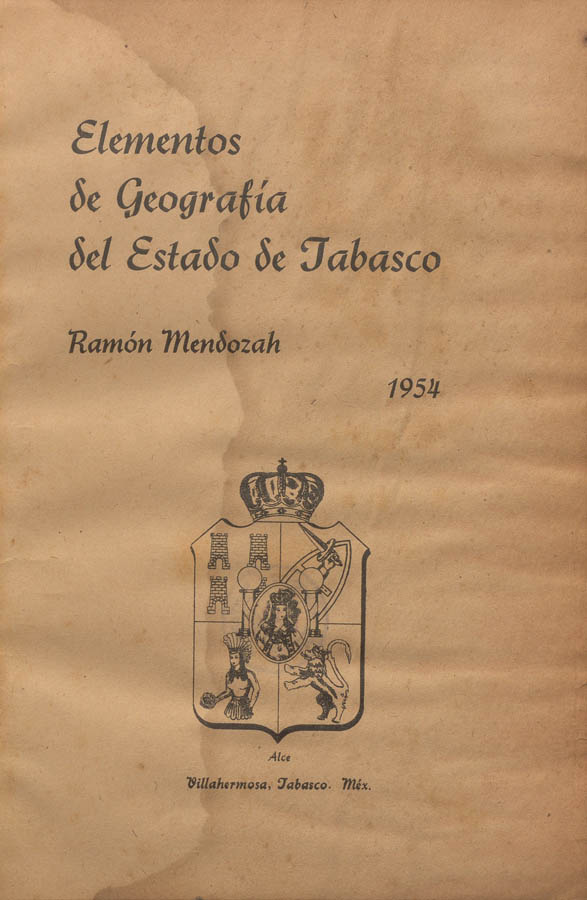 Elementos
de Geografía
del Estado de Tabasco
Ramón Mendozah
1954
Alce
Villahermosa, Tabasco. Méx.